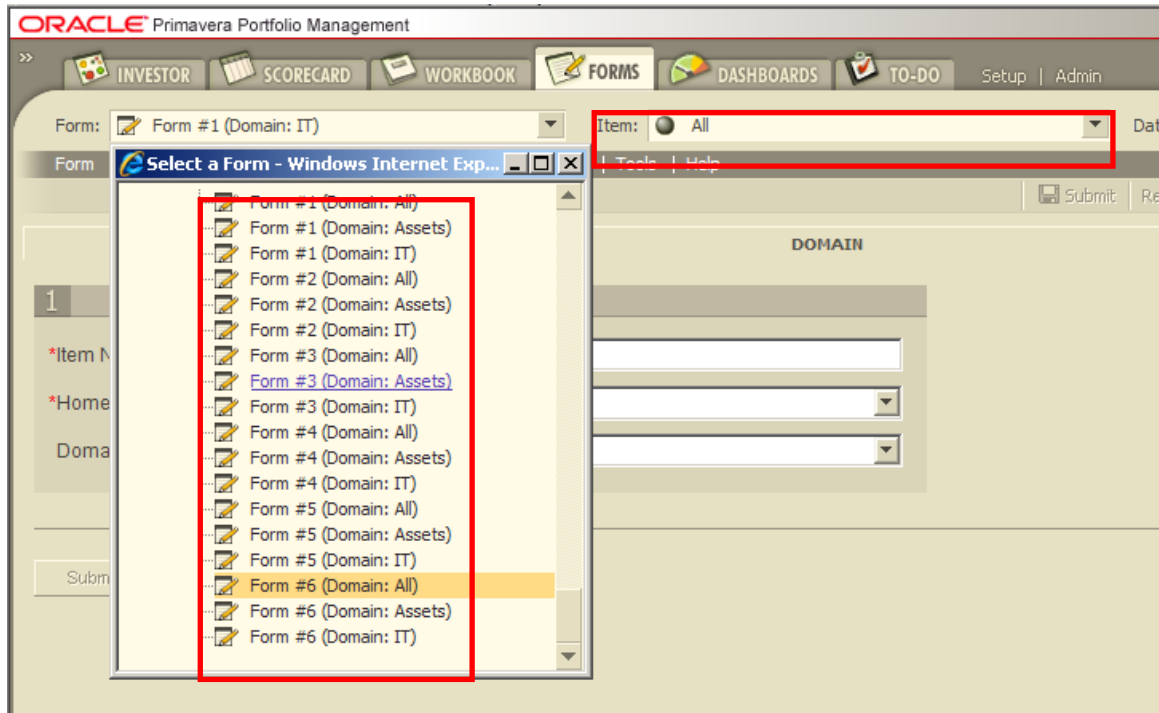 ORACLE Primavera Portfolio Management
» INVESTOR SCORECARD WORKBOOK FORMS DASHBOARDS TO-DO Setup | Admin
Form: Form #1 (Domain: IT) Item: All Dat
Form | Tools | Help
Select a Form - Windows Internet Exp...
Submit Re
DOMAIN
1
*Item N
*Home
Doma
Subm
Form #1 (Domain: All)
Form #1 (Domain: Assets)
Form #1 (Domain: IT)
Form #2 (Domain: All)
Form #2 (Domain: Assets)
Form #2 (Domain: IT)
Form #3 (Domain: All)
Form #3 (Domain: Assets)
Form #3 (Domain: IT)
Form #4 (Domain: All)
Form #4 (Domain: Assets)
Form #4 (Domain: IT)
Form #5 (Domain: All)
Form #5 (Domain: Assets)
Form #5 (Domain: IT)
Form #6 (Domain: All)
Form #6 (Domain: Assets)
Form #6 (Domain: IT)